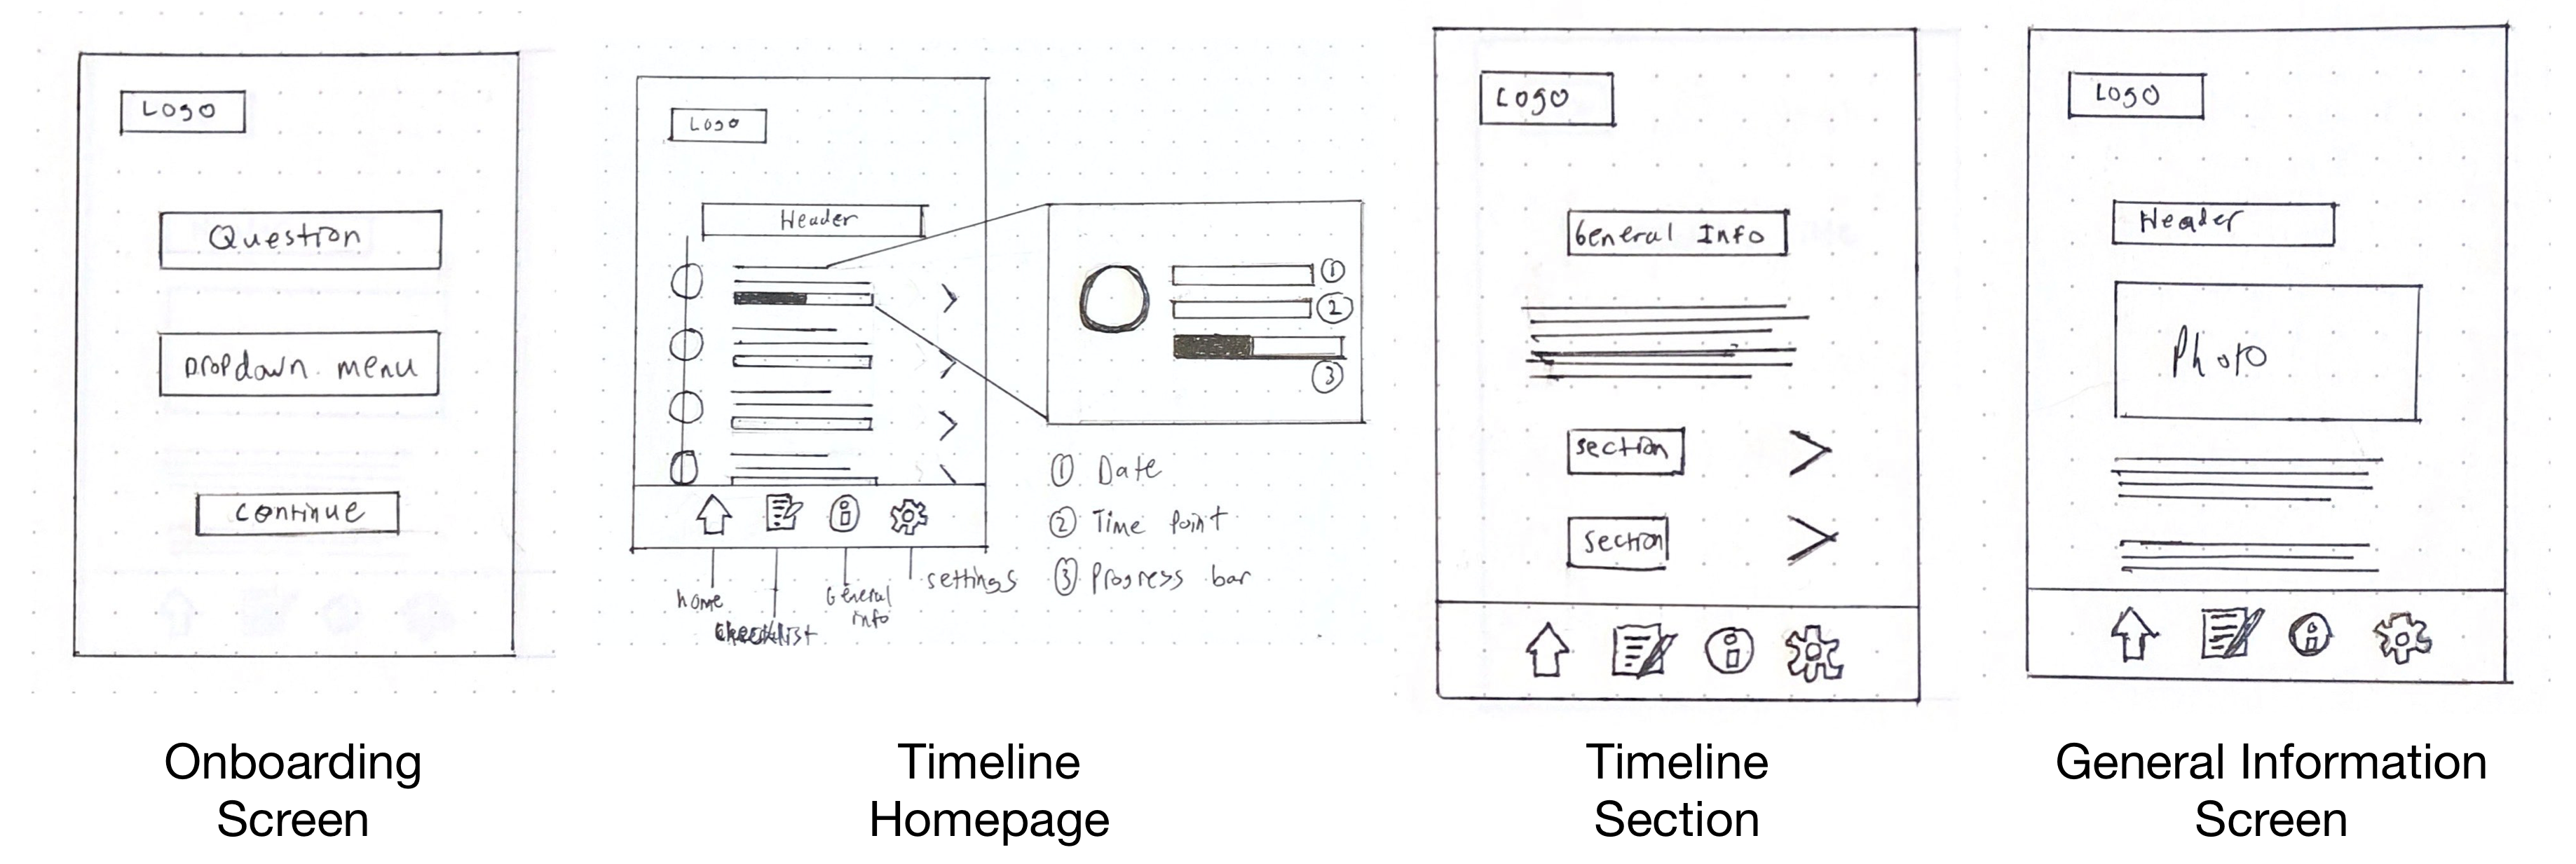 Logo
Question
Dropdown menu
continue
Onboarding
Screen
Logo
Header
①
②
③
① Date
② Time point
③ Progress bar
home
checklist
General
info
settings
Timeline
Homepage
Logo
General Info
section
section
Timeline
Section
Logo
Header
Photo
General Information
Screen